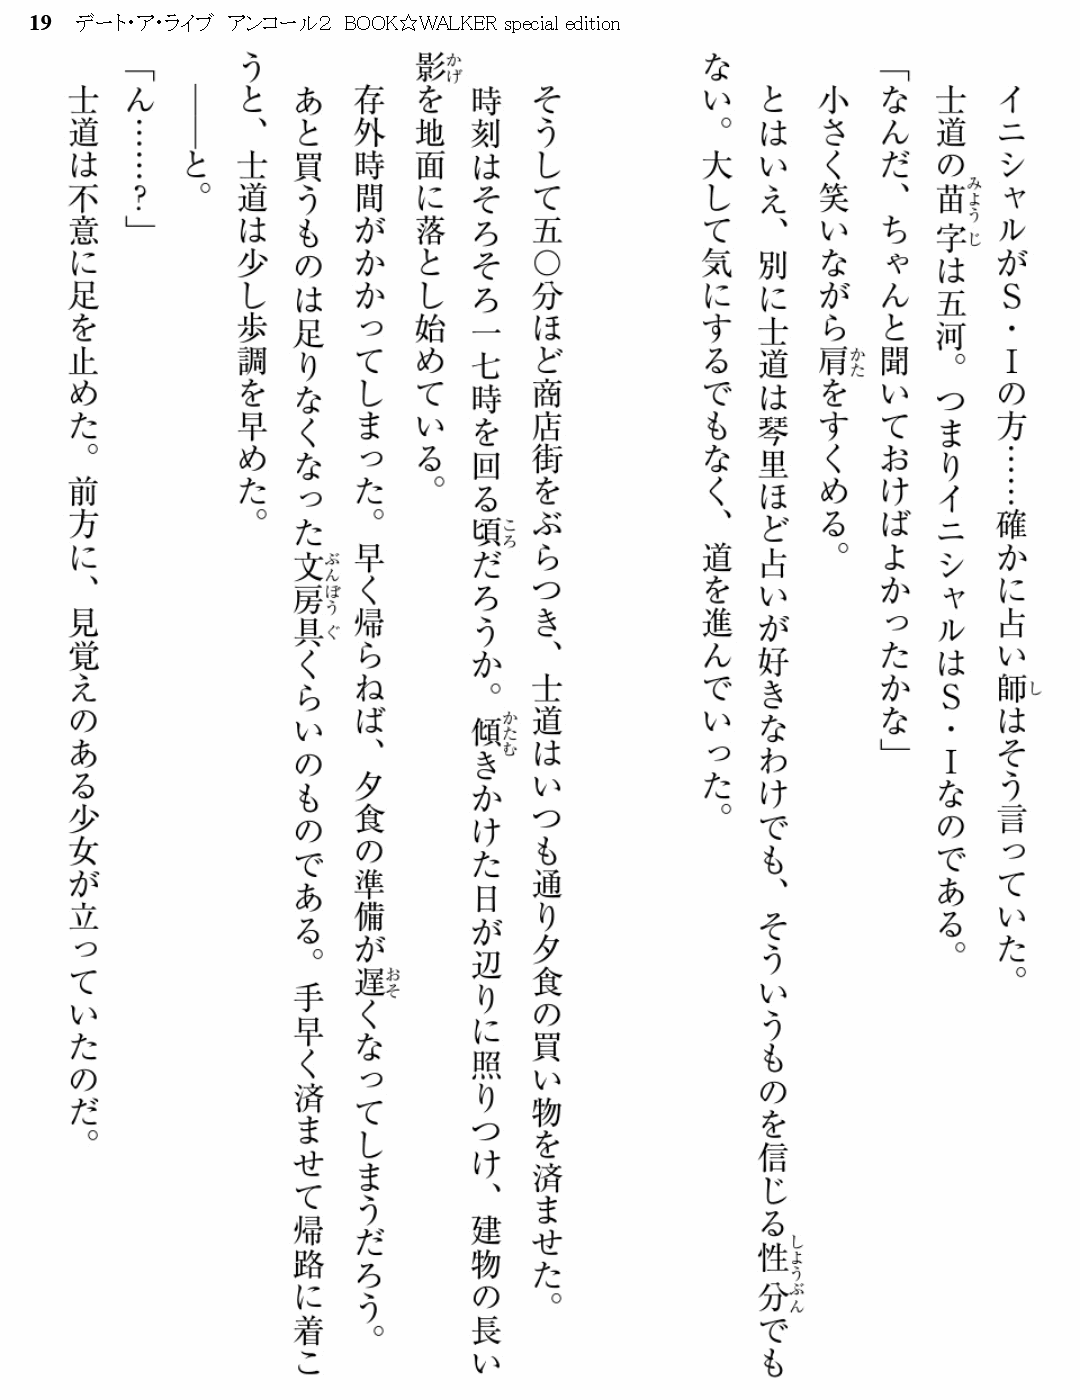 19 デート・ア・ライブ アンコール2 BOOK☆WALKER special edition
イニシャルがS・Iの方……確かに占い師はそう言っていた。
士道の苗字は五河。つまりイニシャルはS・Iなのである。
「なんだ、ちゃんと聞いておけばよかったかな」
小さく笑いながら肩をすくめる。
とはいえ、別に士道は琴里ほど占いが好きなわけでも、そういうものを信じる性分でも
ない。大して気にするでもなく、道を進んでいった。
そうして五〇分ほど商店街をぶらつき、士道はいつも通り夕食の買い物を済ませた。
時刻はそろそろ一七時を回る頃だろうか。傾きかけた日が辺りに照りつけ、建物の長い
影を地面に落とし始めている。
存外時間がかかってしまった。早く帰らねば、夕食の準備が遅くなってしまうだろう。
あと買うものは足りなくなった文房具くらいのものである。手早く済ませて帰路に着こ
うと、士道は少し歩調を早めた。
――と。
「ん……?」
士道は不意に足を止めた。前方に、見覚えのある少女が立っていたのだ。